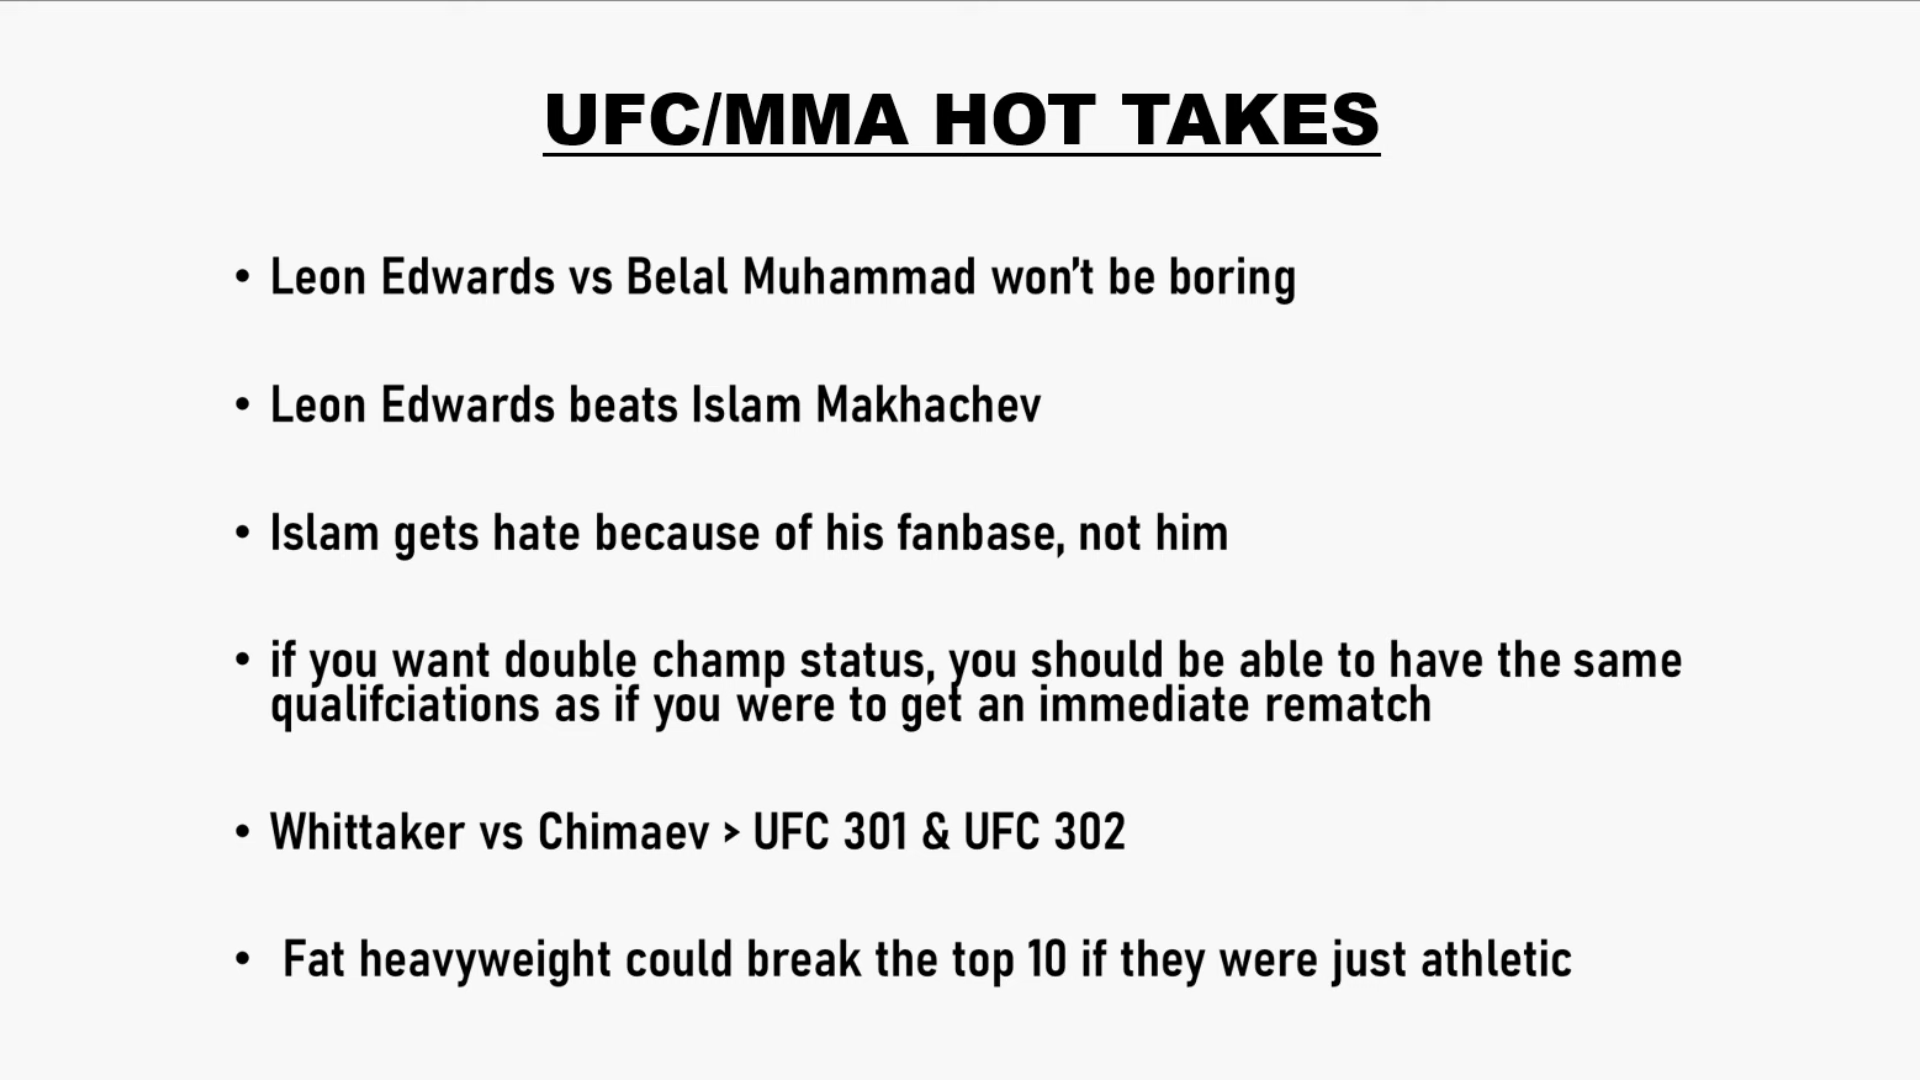 UFC/MMA HOT TAKES
• Leon Edwards vs Belal Muhammad won't be boring
• Leon Edwards beats Islam Makhachev
• Islam gets hate because of his fanbase, not him
• if you want double champ status, you should be able to have the same
qualifciations as if you were to get an immediate rematch
• Whittaker vs Chimaev > UFC 301 & UFC 302
• Fat heavyweight could break the top 10 if they were just athletic